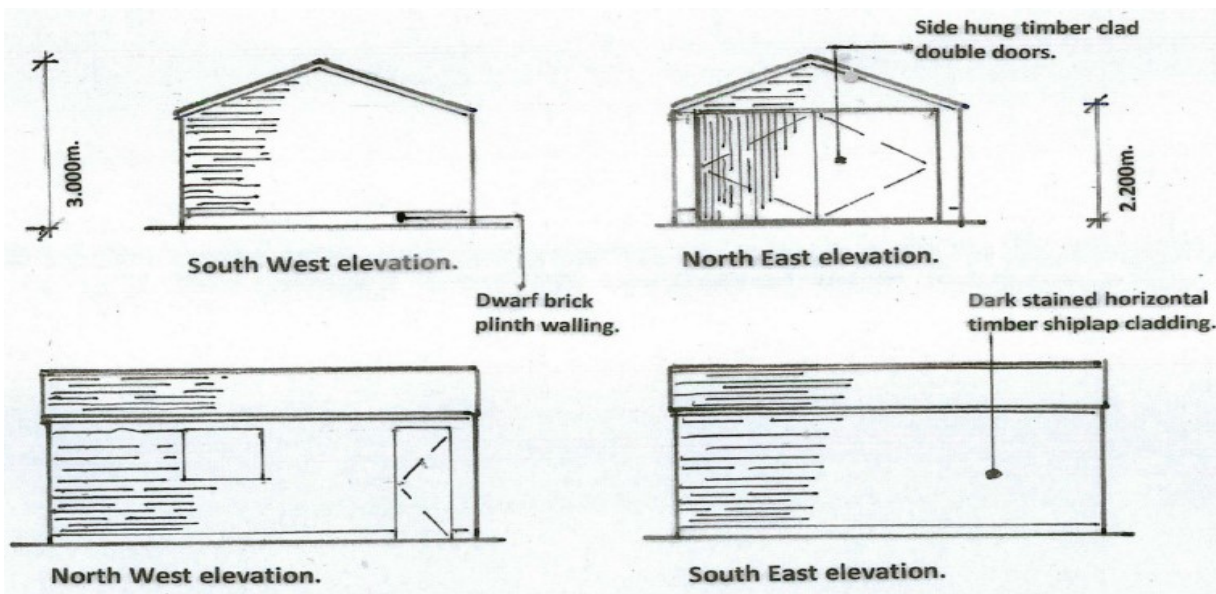 Side hung timber clad
double doors.
3.000m.
2.200m.
South West elevation.
North East elevation.
Dwarf brick
plinth walling.
Dark stained horizontal
timber shiplap cladding.
North West elevation.
South East elevation.